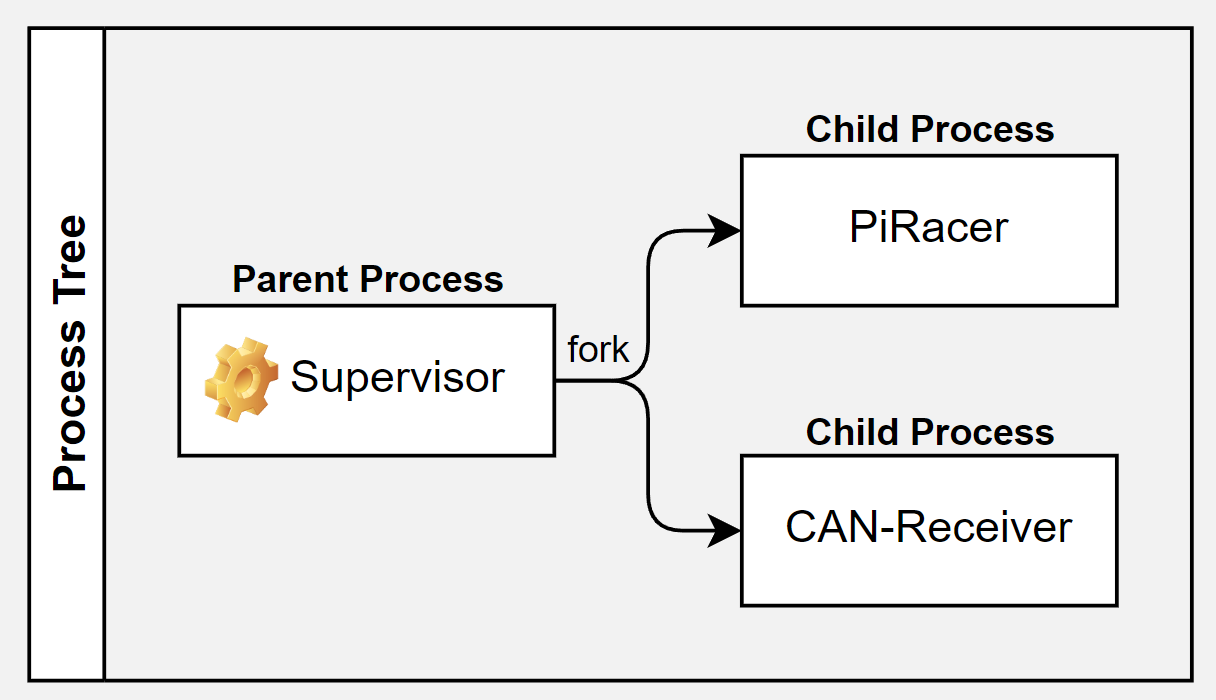 Process Tree
Parent Process
Supervisor
fork
Child Process
PiRacer
Child Process
CAN-Receiver